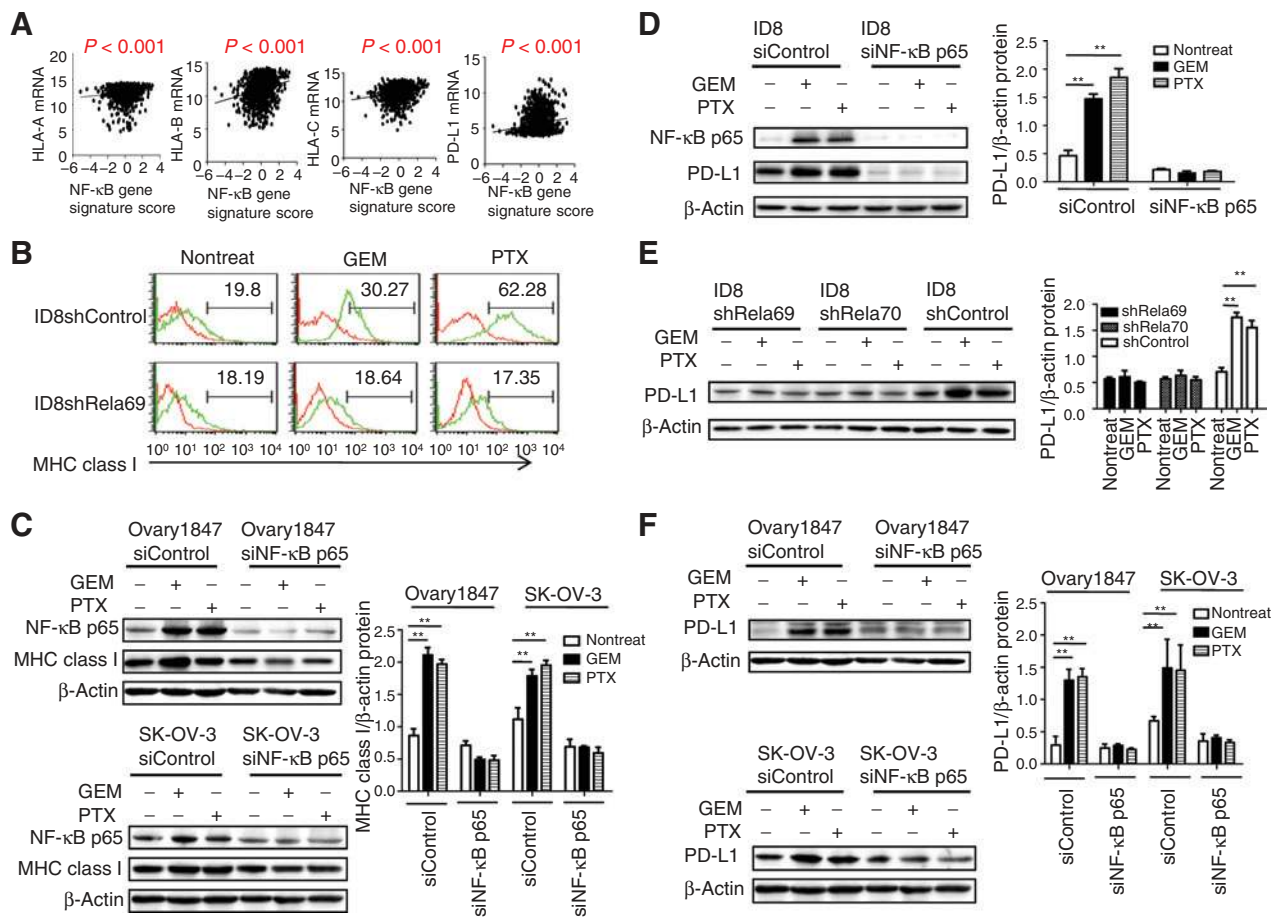 A
P < 0.001
P < 0.001
P < 0.001
P < 0.001
HLA-A mRNA
20
15
10
5
0
−6 −4 −2 0 2 4
NF-κB gene
signature score
HLA-B mRNA
15
10
5
0
−6 −4 −2 0 2 4
NF-κB gene
signature score
HLA-C mRNA
15
10
5
0
−6 −4 −2 0 2 4
NF-κB gene
signature score
PD-L1 mRNA
15
10
5
0
−6 −4 −2 0 2 4
NF-κB gene
signature score
B
Nontreat GEM PTX
ID8shControl
19.8 30.27 62.28
ID8shRela69
18.19 18.64 17.35
10⁰ 10¹ 10² 10³ 10⁴ 10⁰ 10¹ 10² 10³ 10⁴ 10⁰ 10¹ 10² 10³ 10⁴
MHC class I
C
Ovary1847 Ovary1847
siControl siNF-κB p65
GEM − + − − + −
PTX − − + − − +
NF-κB p65
MHC class I
β-Actin
SK-OV-3 SK-OV-3
siControl siNF-κB p65
GEM − + − − + −
PTX − − + − − +
NF-κB p65
MHC class I
β-Actin
MHC class I/β-actin protein
2.5
2.0
1.5
1.0
0.5
0.0
Ovary1847 SK-OV-3
** ** ** **
Nontreat
GEM
PTX
siControl
siNF-κB p65
siControl
siNF-κB p65
D
ID8 ID8
siControl siNF-κB p65
GEM − + − − + −
PTX − − + − − +
NF-κB p65
PD-L1
β-Actin
PD-L1/β-actin protein
2.5
2.0
1.5
1.0
0.5
0.0
** **
Nontreat
GEM
PTX
siControl siNF-κB p65
E
ID8 ID8 ID8
shRela69 shRela70 shControl
GEM − + − − + − − + −
PTX − − + − − + − − +
PD-L1
β-Actin
PD-L1/β-actin protein
2.0
1.5
1.0
0.5
0.0
shRela69
shRela70
shControl
** **
Nontreat
GEM
PTX
Nontreat
GEM
PTX
Nontreat
GEM
PTX
F
Ovary1847 Ovary1847
siControl siNF-κB p65
GEM − + − − + −
PTX − − + − − +
PD-L1
β-Actin
SK-OV-3 SK-OV-3
siControl siNF-κB p65
GEM − + − − + −
PTX − − + − − +
PD-L1
β-Actin
PD-L1/β-actin protein
2.5
2.0
1.5
1.0
0.5
0.0
Ovary1847 SK-OV-3
** ** ** **
Nontreat
GEM
PTX
siControl
siNF-κB p65
siControl
siNF-κB p65